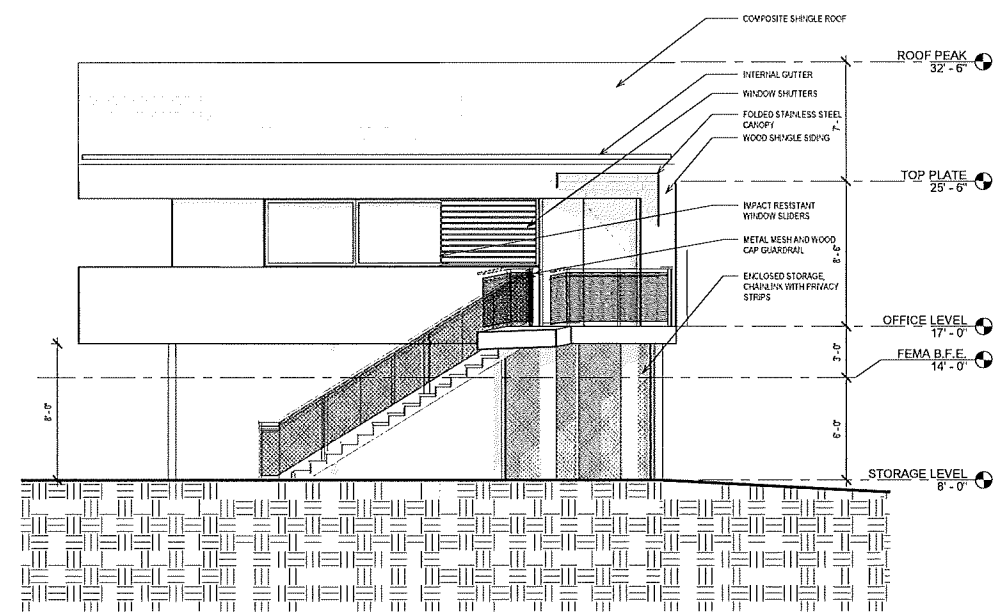 COMPOSITE SHINGLE ROOF
ROOF PEAK
32' - 6"
INTERNAL GUTTER
WINDOW SHUTTERS
FOLDED STAINLESS STEEL
CANOPY
WOOD SHINGLE SIDING
7'-
TOP PLATE
25' - 6"
IMPACT RESISTANT
WINDOW SLIDERS
METAL MESH AND WOOD
CAP GUARDRAIL
8'-6"
ENCLOSED STORAGE,
CHAINLINK WITH PRIVACY
STRIPS
OFFICE LEVEL
17' - 0"
3'-0"
FEMA B.F.E.
14' - 0"
8'-0"
6'-0"
STORAGE LEVEL
8' - 0"